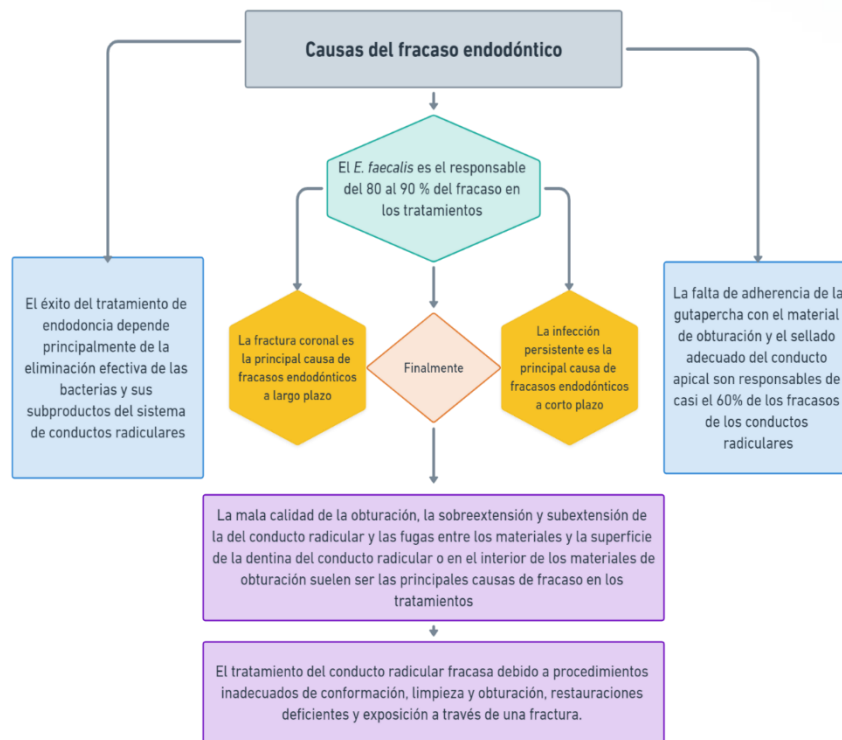 Causas del fracaso endodóntico
El E. faecalis es el responsable
del 80 al 90 % del fracaso en
los tratamientos
El éxito del tratamiento de
endodoncia depende
principalmente de la
eliminación efectiva de las
bacterias y sus
subproductos del sistema
de conductos radiculares
La fractura coronal es
la principal causa de
fracasos endodónticos
a largo plazo
Finalmente
La infección
persistente es la
principal causa de
fracasos endodónticos
a corto plazo
La falta de adherencia de la
gutapercha con el material
de obturación y el sellado
adecuado del conducto
apical son responsables de
casi el 60% de los fracasos
de los conductos
radiculares
La mala calidad de la obturación, la sobreextensión y subextensión de
la del conducto radicular y las fugas entre los materiales y la superficie
de la dentina del conducto radicular o en el interior de los materiales de
obturación suelen ser las principales causas de fracaso en los
tratamientos
El tratamiento del conducto radicular fracasa debido a procedimientos
inadecuados de conformación, limpieza y obturación, restauraciones
deficientes y exposición a través de una fractura.